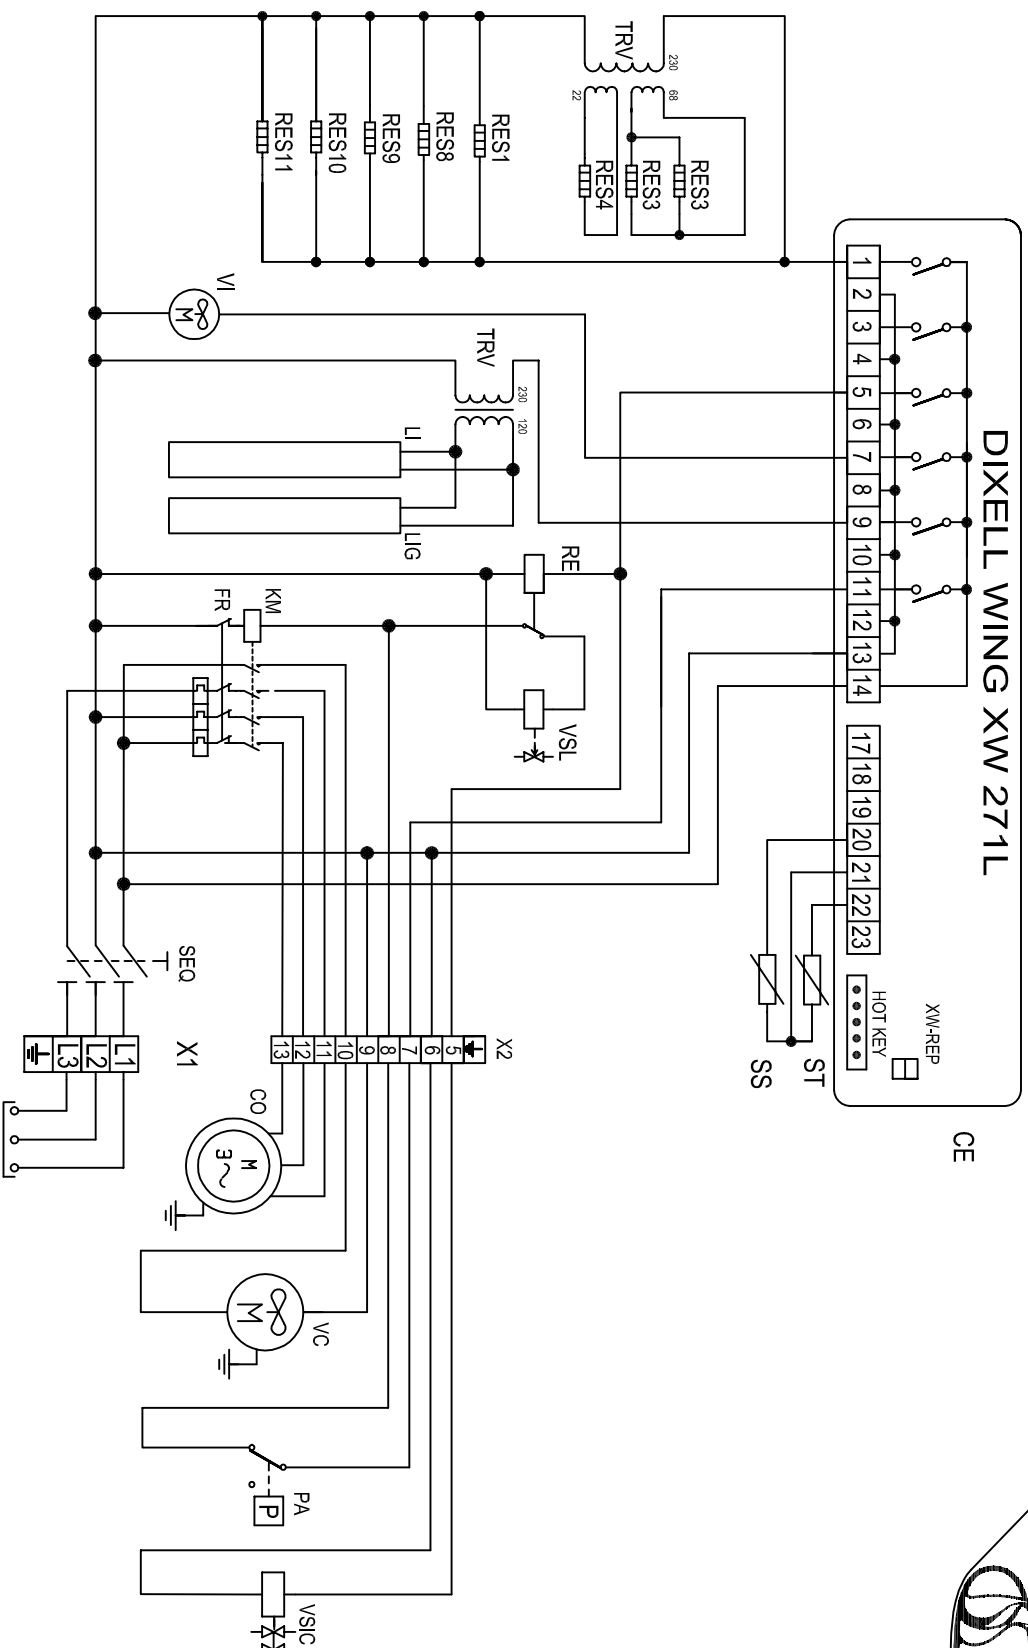 DIXELL WING XW 271L
1 2 3 4 5 6 7 8 9 10 11 12 13 14
17 18 19 20 21 22 23
HOT KEY
XW-REP
CE
SS
ST
TRV
230
68
22
RES3
RES3
RES4
RES1
RES8
RES9
RES10
RES11
VI
M
TRV
230
120
LI
LIG
RE
KM
FR
VSL
SEQ
X1
L1
L2
L3
X2
5
6
7
8
9
10
11
12
13
CO
M
3~
VC
M
PA
P
VSIC